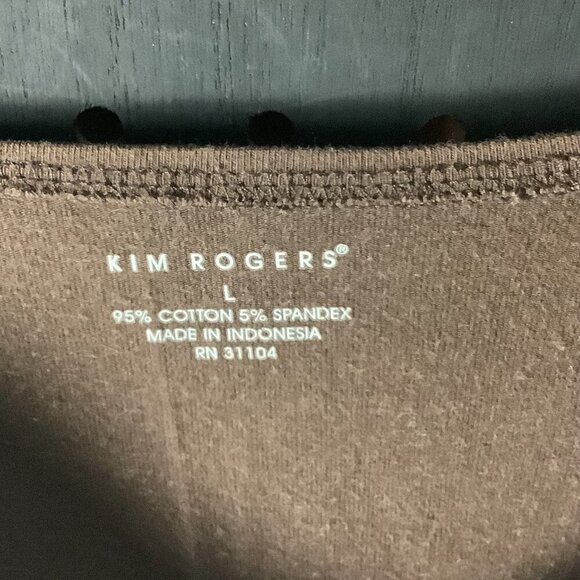 KIM ROGERS®
L
95% COTTON 5% SPANDEX
MADE IN INDONESIA
RN 31104